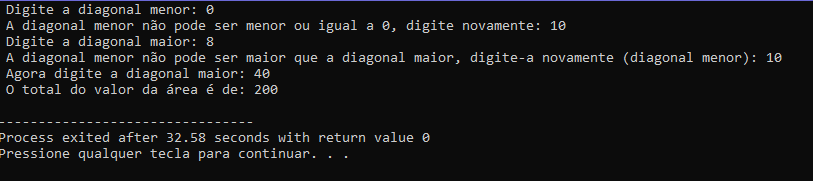 Digite a diagonal menor: 0
A diagonal menor não pode ser menor ou igual a 0, digite novamente: 10
Digite a diagonal maior: 8
A diagonal menor não pode ser maior que a diagonal maior, digite-a novamente (diagonal menor): 10
Agora digite a diagonal maior: 40
O total do valor da área é de: 200
--------------------------------
Process exited after 32.58 seconds with return value 0
Pressione qualquer tecla para continuar. . .